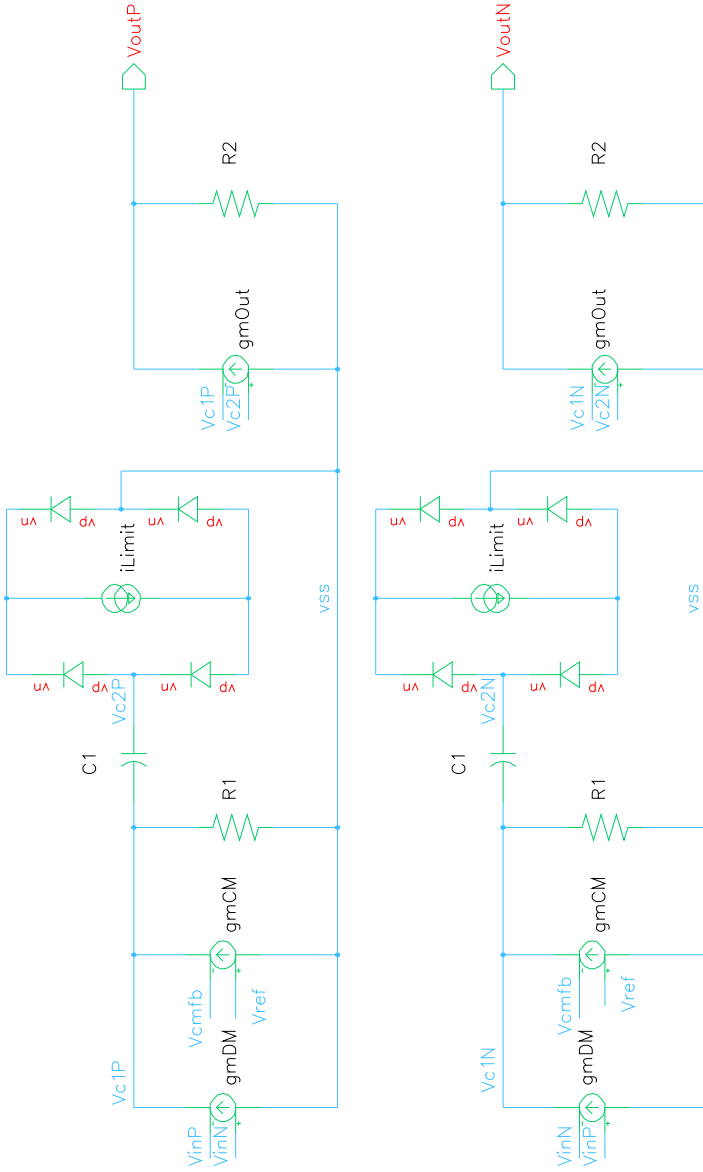 VoutP
VoutN
R2
R2
gmOut
Vc1P
Vc2P
-
+
gmOut
Vc1N
Vc2N
-
+
vn
vp
vn
vp
vn
vp
vn
vp
iLimit
iLimit
vss
vss
vn
vp
vn
vp
vn
vp
vn
vp
Vc2P
Vc2N
C1
C1
R1
R1
gmCM
Vcmfb
Vref
-
+
gmCM
Vcmfb
Vref
-
+
Vc1P
Vc1N
gmDM
VinP
VinN
-
+
gmDM
VinN
VinP
-
+